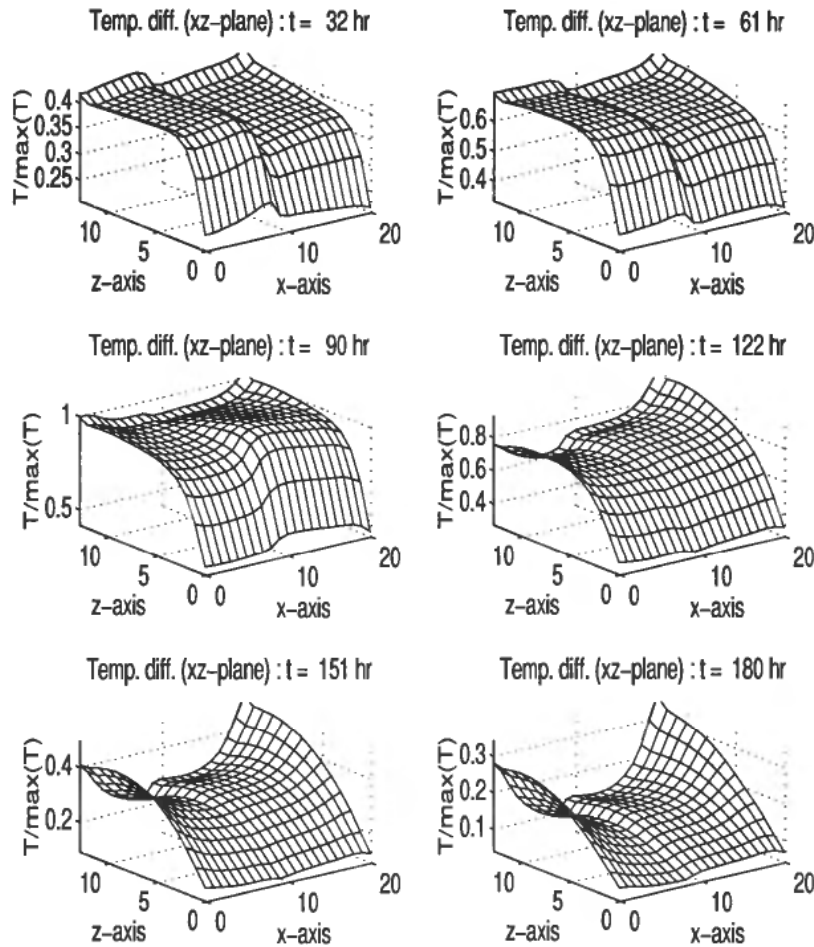 Temp. diff. (xz-plane) : t = 32 hr
T/max(T)
0.4
0.35
0.3
0.25
10
5
0
z-axis
0
10
20
x-axis
Temp. diff. (xz-plane) : t = 61 hr
T/max(T)
0.6
0.5
0.4
10
5
0
z-axis
0
10
20
x-axis
Temp. diff. (xz-plane) : t = 90 hr
T/max(T)
1
0.5
10
5
0
z-axis
0
10
20
x-axis
Temp. diff. (xz-plane) : t = 122 hr
T/max(T)
0.8
0.6
0.4
10
5
0
z-axis
0
10
20
x-axis
Temp. diff. (xz-plane) : t = 151 hr
T/max(T)
0.4
0.2
10
5
0
z-axis
0
10
20
x-axis
Temp. diff. (xz-plane) : t = 180 hr
T/max(T)
0.3
0.2
0.1
10
5
0
z-axis
0
10
20
x-axis